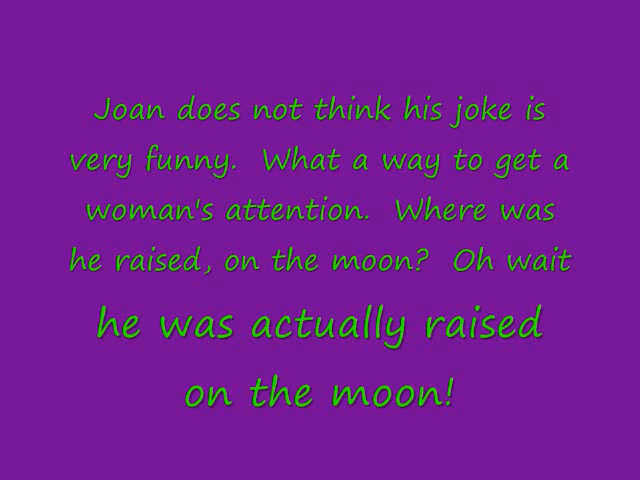 Joan does not think his joke is
very funny.  What a way to get a
woman's attention.  Where was
he raised, on the moon?  Oh wait
he was actually raised
on the moon!